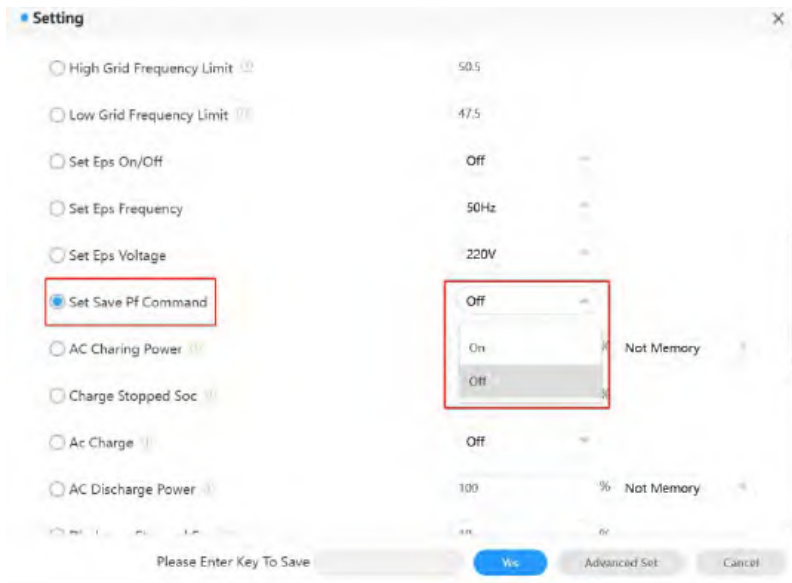 Setting
High Grid Frequency Limit 50.5
Low Grid Frequency Limit 47.5
Set Eps On/Off Off
Set Eps Frequency 50Hz
Set Eps Voltage 220V
Set Save Pf Command Off
On
AC Charing Power % Not Memory
Off
Charge Stopped Soc %
Ac Charge Off
AC Discharge Power 100 % Not Memory
Please Enter Key To Save Yes Advanced Set Cancel